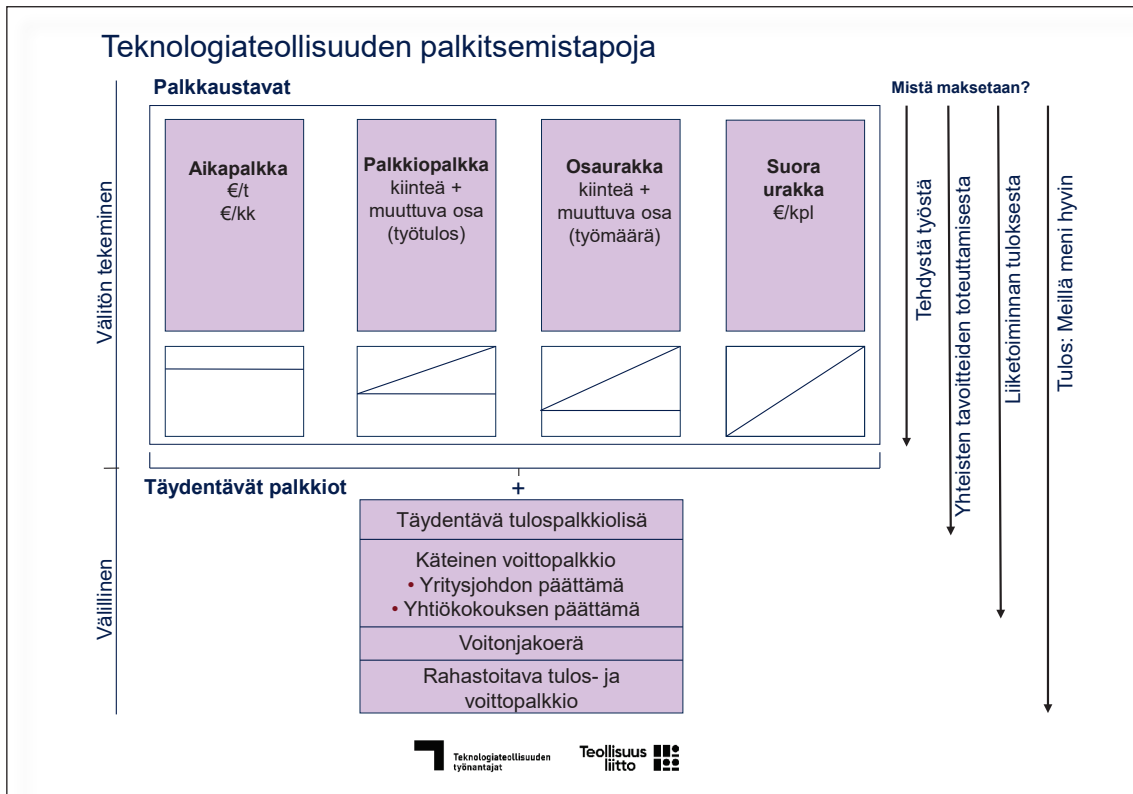 Teknologiateollisuuden palkitsemistapoja
Palkkaustavat
Mistä maksetaan?
Välitön tekeminen
Aikapalkka
€/t
€/kk
Palkkiopalkka
kiinteä +
muuttuva osa
(työtulos)
Osaurakka
kiinteä +
muuttuva osa
(työmäärä)
Suora
urakka
€/kpl
Tehdystä työstä
Yhteisten tavoitteiden toteuttamisesta
Liiketoiminnan tuloksesta
Tulos: Meillä meni hyvin
Täydentävät palkkiot
+
Välillinen
Täydentävä tulospalkkiolisä
Käteinen voittopalkkio
• Yritysjohdon päättämä
• Yhtiökokouksen päättämä
Voitonjakoerä
Rahastoitava tulos- ja
voittopalkkio
Teknologiateollisuuden
työnantajat
Teollisuus
liitto